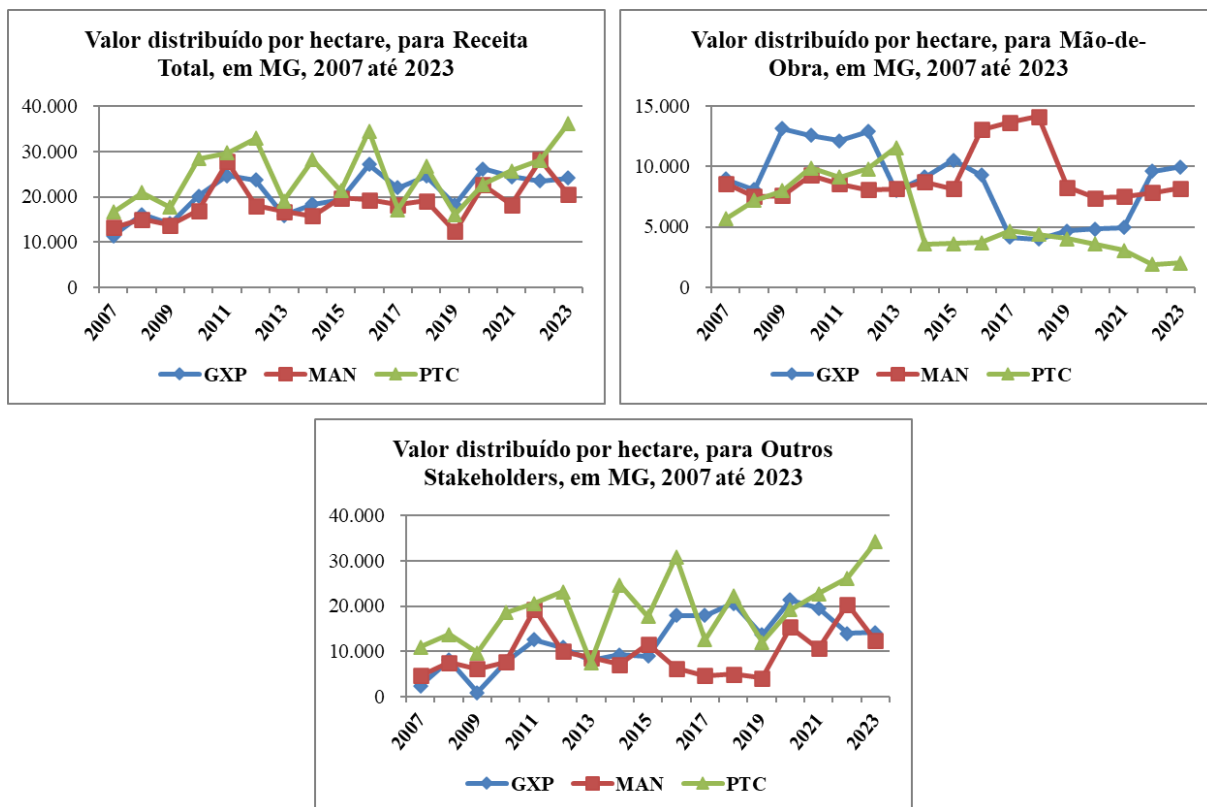 Valor distribuído por hectare, para Receita
Total, em MG, 2007 até 2023
40.000
30.000
20.000
10.000
0
2007
2009
2011
2013
2015
2017
2019
2021
2023
GXP
MAN
PTC
Valor distribuído por hectare, para Mão-de-
Obra, em MG, 2007 até 2023
15.000
10.000
5.000
0
2007
2009
2011
2013
2015
2017
2019
2021
2023
GXP
MAN
PTC
Valor distribuído por hectare, para Outros
Stakeholders, em MG, 2007 até 2023
40.000
30.000
20.000
10.000
0
2007
2009
2011
2013
2015
2017
2019
2021
2023
GXP
MAN
PTC